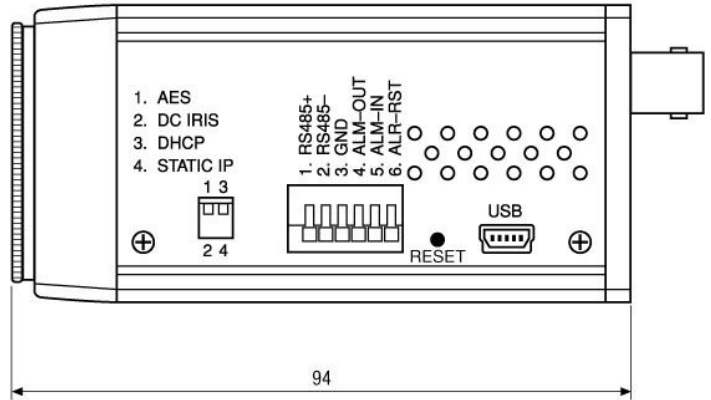 1. AES
2. DC IRIS
3. DHCP
4. STATIC IP
1 3
2 4
1. RS485+
2. RS485–
3. GND
4. ALM–OUT
5. ALM–IN
6. ALR–RST
RESET
USB
94